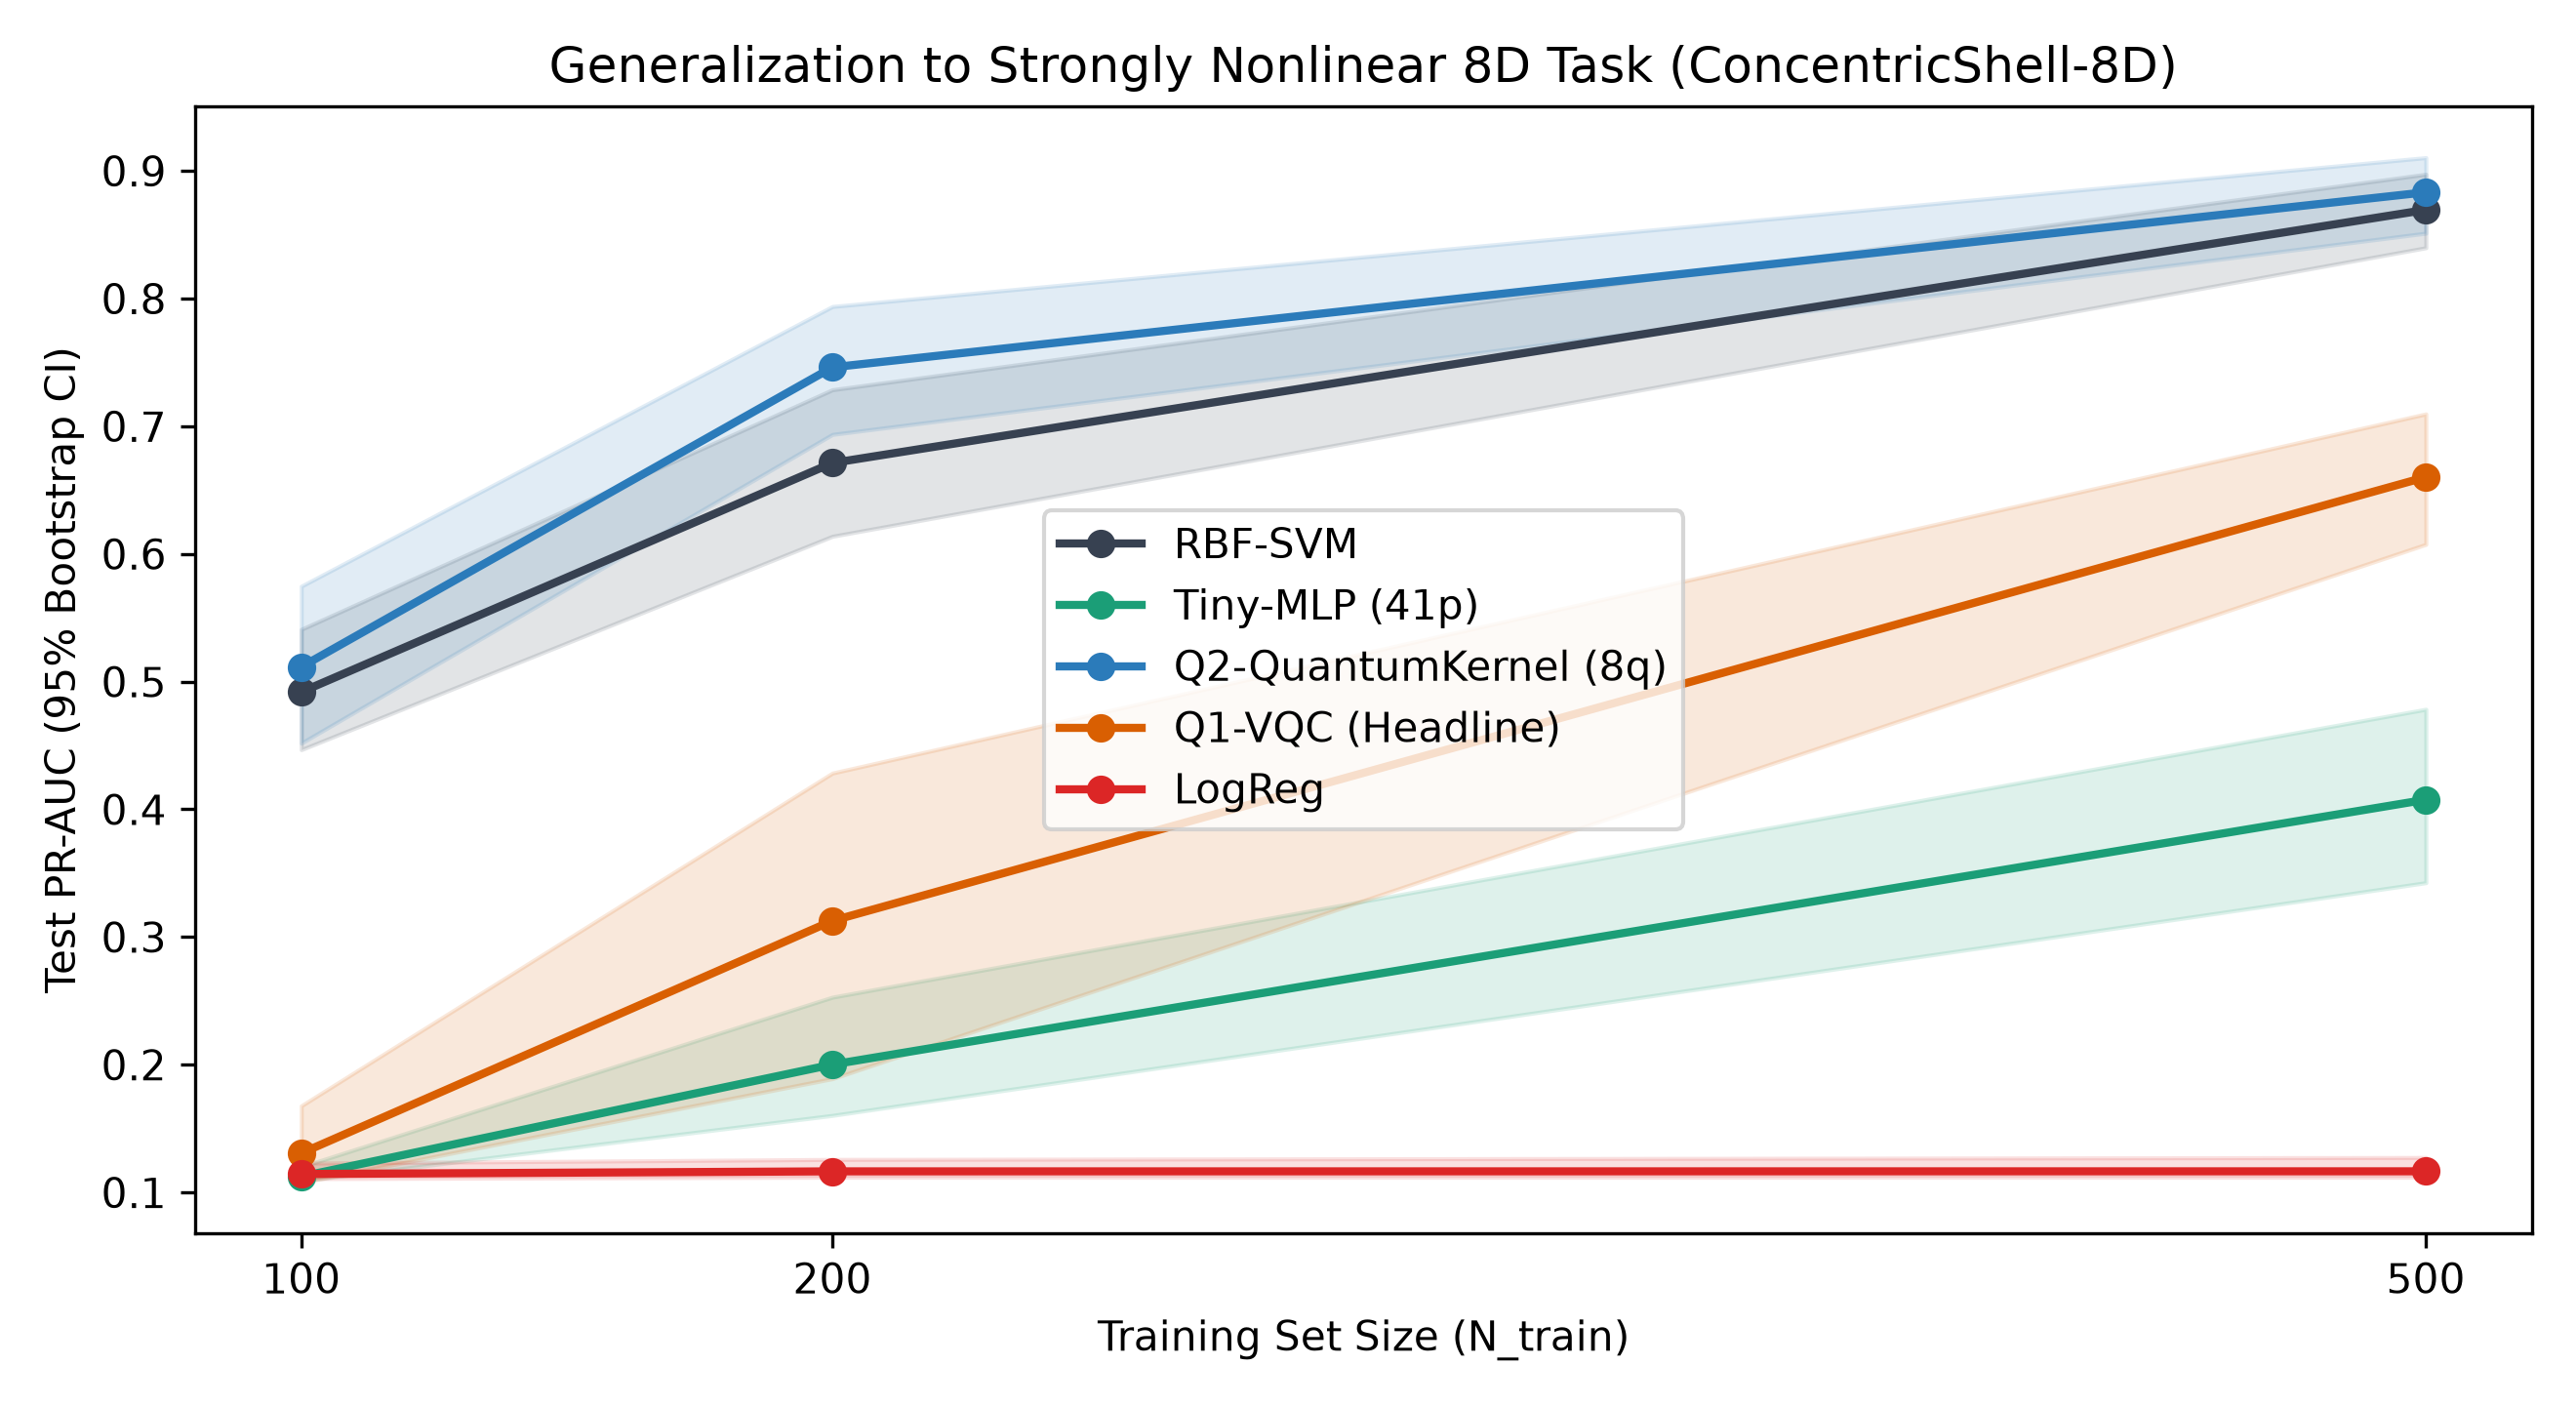 Generalization to Strongly Nonlinear 8D Task (ConcentricShell-8D)
Test PR-AUC (95% Bootstrap CI)
0.9
0.8
0.7
0.6
0.5
0.4
0.3
0.2
0.1
RBF-SVM
Tiny-MLP (41p)
Q2-QuantumKernel (8q)
Q1-VQC (Headline)
LogReg
100 200 500
Training Set Size (N_train)